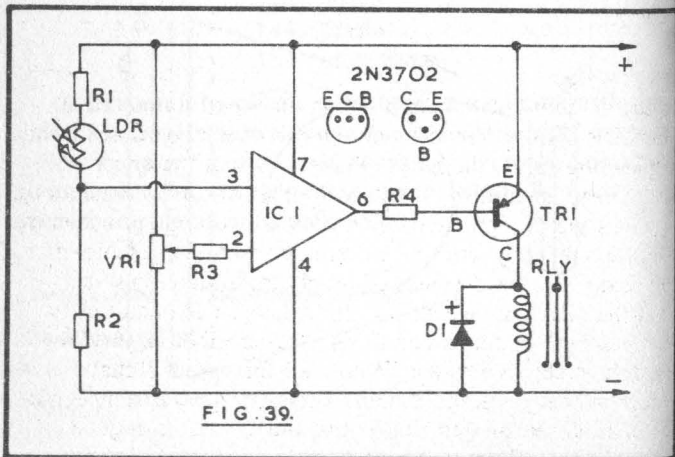 +
2N3702
R1
E C B
C E
LDR
B
7
3
E
IC 1
6
R4
B
TR1
2
VR1
R3
4
C
RLY
+
D1
R2
−
FIG. 39.